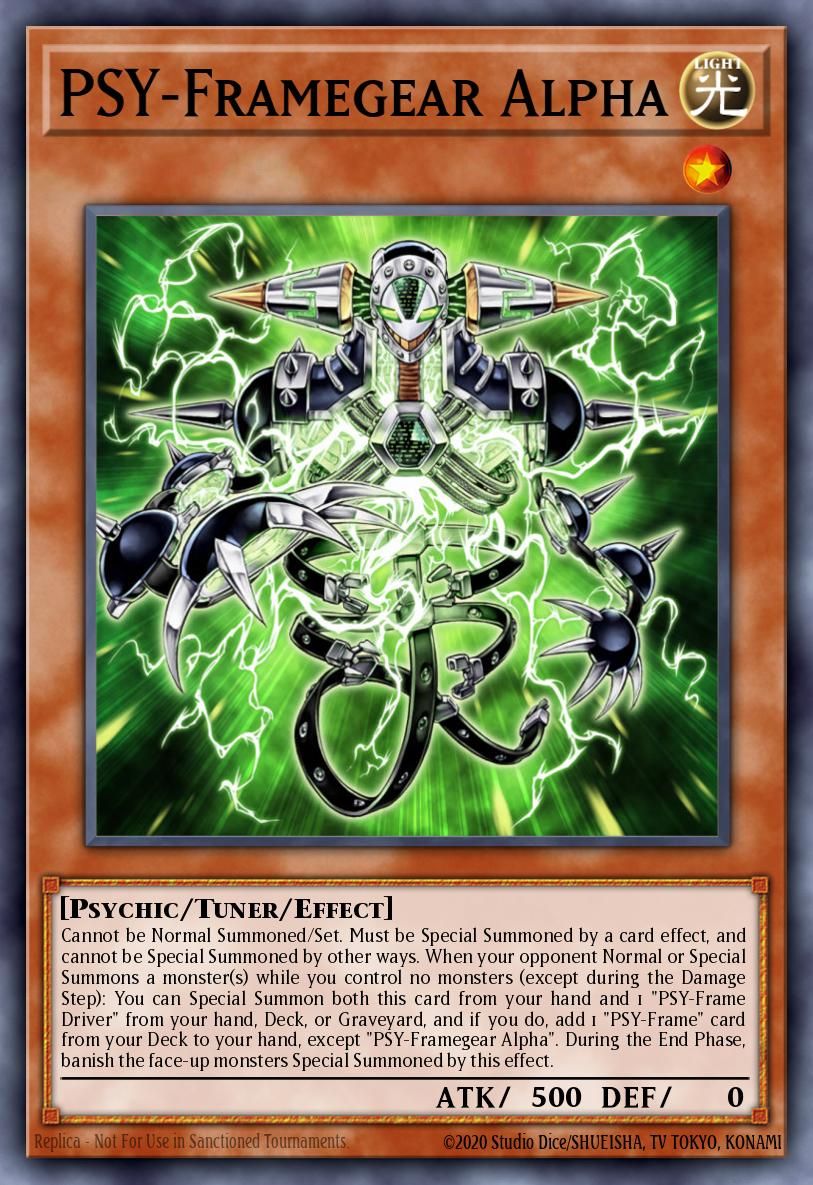 PSY-Framegear Alpha
LIGHT
光
[Psychic/Tuner/Effect]
Cannot be Normal Summoned/Set. Must be Special Summoned by a card effect, and
cannot be Special Summoned by other ways. When your opponent Normal or Special
Summons a monster(s) while you control no monsters (except during the Damage
Step): You can Special Summon both this card from your hand and 1 "PSY-Frame
Driver" from your hand, Deck, or Graveyard, and if you do, add 1 "PSY-Frame" card
from your Deck to your hand, except "PSY-Framegear Alpha". During the End Phase,
banish the face-up monsters Special Summoned by this effect.
ATK/ 500 DEF/ 0
Replica - Not For Use in Sanctioned Tournaments. ©2020 Studio Dice/SHUEISHA, TV TOKYO, KONAMI